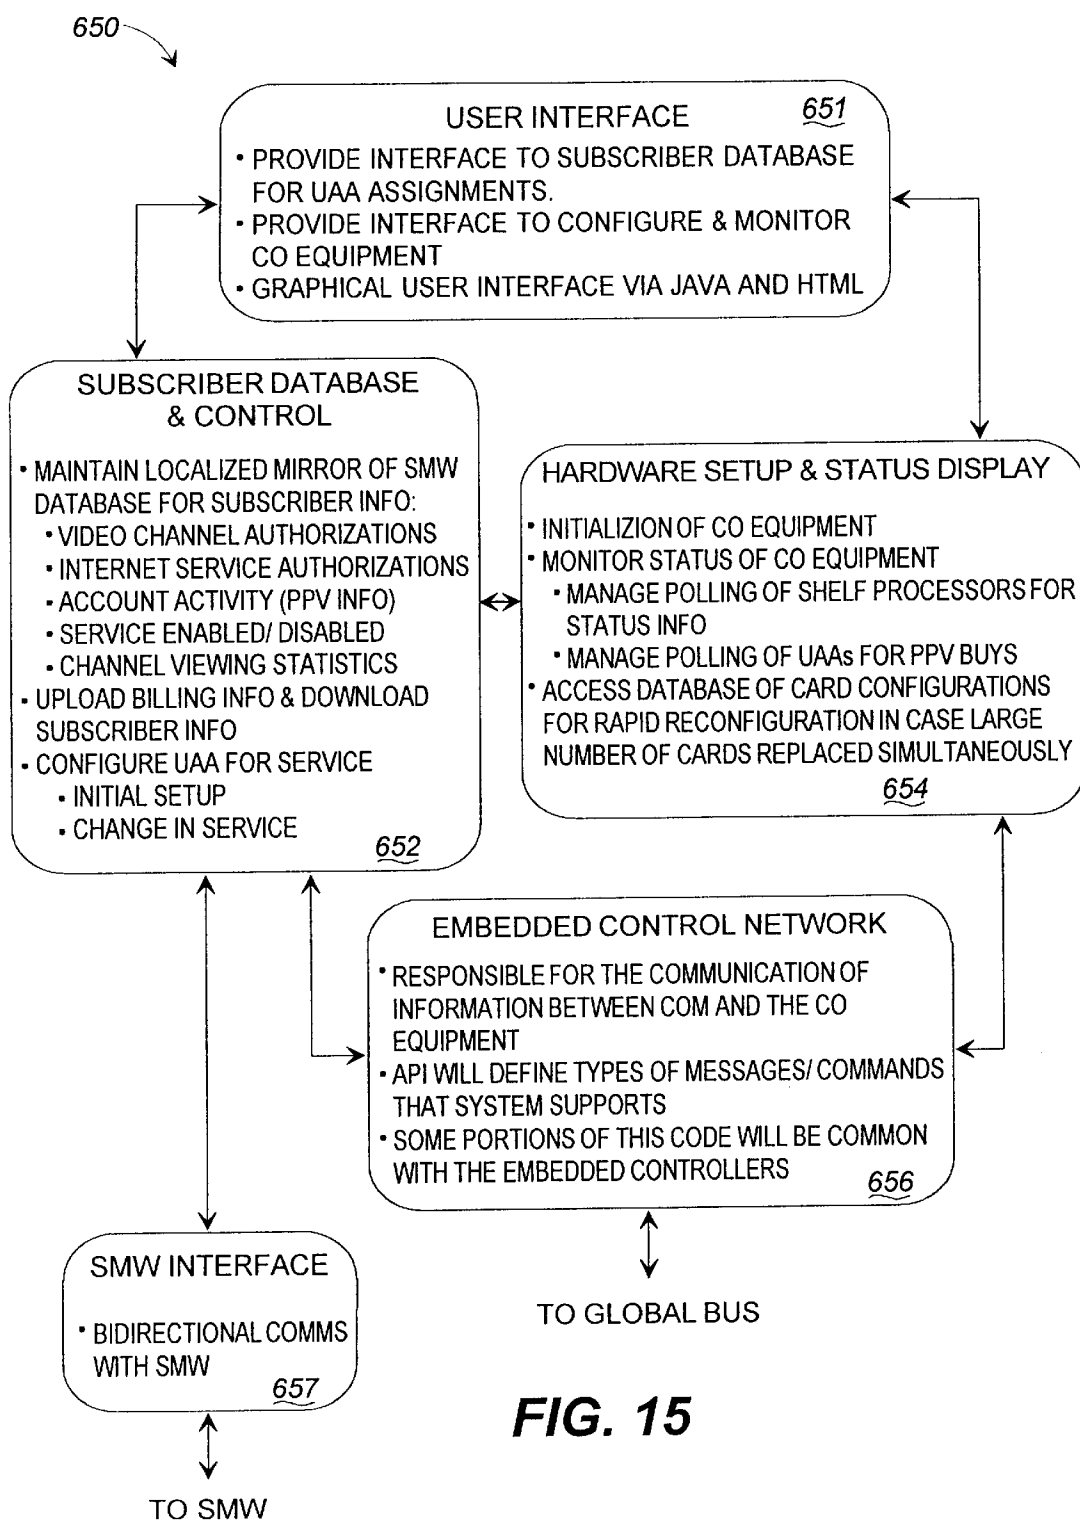 650
USER INTERFACE
651
• PROVIDE INTERFACE TO SUBSCRIBER DATABASE
FOR UAA ASSIGNMENTS.
• PROVIDE INTERFACE TO CONFIGURE & MONITOR
CO EQUIPMENT
• GRAPHICAL USER INTERFACE VIA JAVA AND HTML
SUBSCRIBER DATABASE
& CONTROL
• MAINTAIN LOCALIZED MIRROR OF SMW
DATABASE FOR SUBSCRIBER INFO:
• VIDEO CHANNEL AUTHORIZATIONS
• INTERNET SERVICE AUTHORIZATIONS
• ACCOUNT ACTIVITY (PPV INFO)
• SERVICE ENABLED/ DISABLED
• CHANNEL VIEWING STATISTICS
• UPLOAD BILLING INFO & DOWNLOAD
SUBSCRIBER INFO
• CONFIGURE UAA FOR SERVICE
• INITIAL SETUP
• CHANGE IN SERVICE
652
HARDWARE SETUP & STATUS DISPLAY
• INITIALIZION OF CO EQUIPMENT
• MONITOR STATUS OF CO EQUIPMENT
• MANAGE POLLING OF SHELF PROCESSORS FOR
STATUS INFO
• MANAGE POLLING OF UAAs FOR PPV BUYS
• ACCESS DATABASE OF CARD CONFIGURATIONS
FOR RAPID RECONFIGURATION IN CASE LARGE
NUMBER OF CARDS REPLACED SIMULTANEOUSLY
654
EMBEDDED CONTROL NETWORK
• RESPONSIBLE FOR THE COMMUNICATION OF
INFORMATION BETWEEN COM AND THE CO
EQUIPMENT
• API WILL DEFINE TYPES OF MESSAGES/ COMMANDS
THAT SYSTEM SUPPORTS
• SOME PORTIONS OF THIS CODE WILL BE COMMON
WITH THE EMBEDDED CONTROLLERS
656
SMW INTERFACE
• BIDIRECTIONAL COMMS
WITH SMW
657
TO GLOBAL BUS
FIG. 15
TO SMW